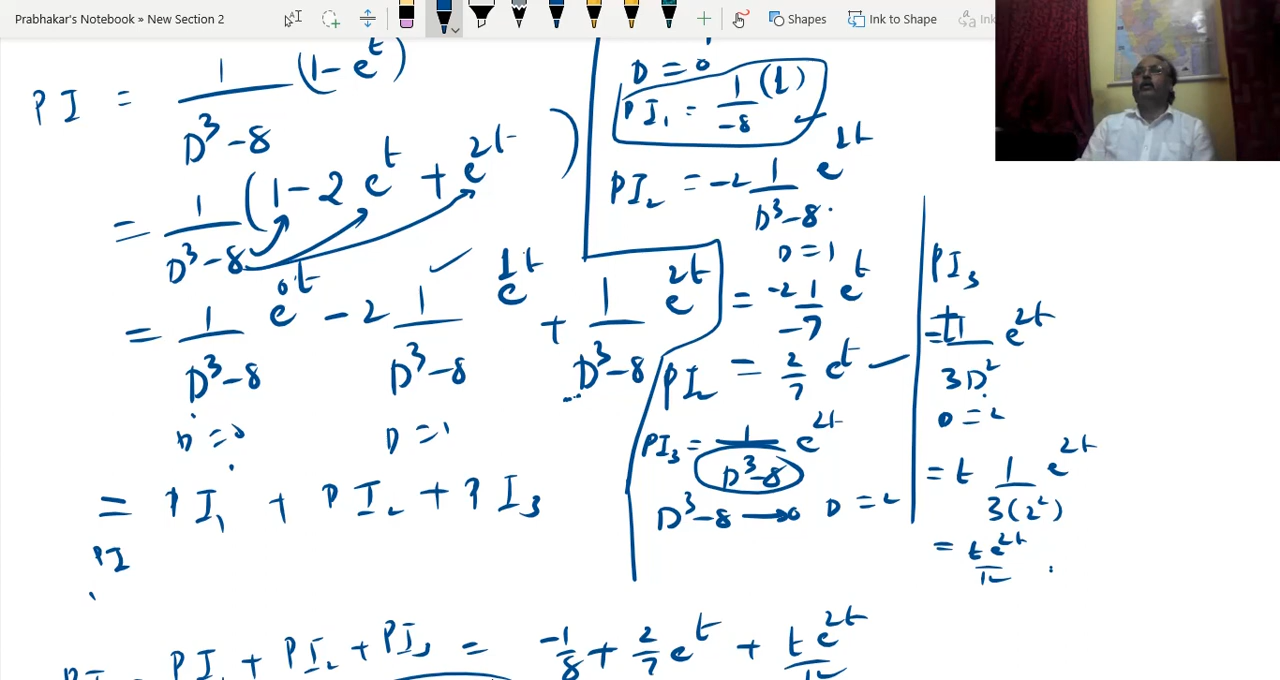 Prabhakar's Notebook » New Section 2
Shapes
Ink to Shape
Ink
PI = 1/(D³-8) (1-e^t)
= 1/(D³-8) (1-2e^t + e^2t)
= 1/(D³-8) e^0t - 2 1/(D³-8) e^1t + 1/(D³-8) e^2t
D=0 D=1
= PI₁ + PI₂ + PI₃
PI
D=0
PI₁ = 1/-8 (1)
PI₂ = -2 1/(D³-8) e^2t
D=1
= -2 1/-7 e^t
PI₂ = 2/7 e^t
PI₃ = 1/(D³-8) e^2t
D³-8 → 0 D=2
PI₃
= t1/3D² e^2t
D=2
= t 1/3(2²) e^2t
= te^2t/12
PI = PI₁ + PI₂ + PI₃ = -1/8 + 2/7 e^t + te^2t/12